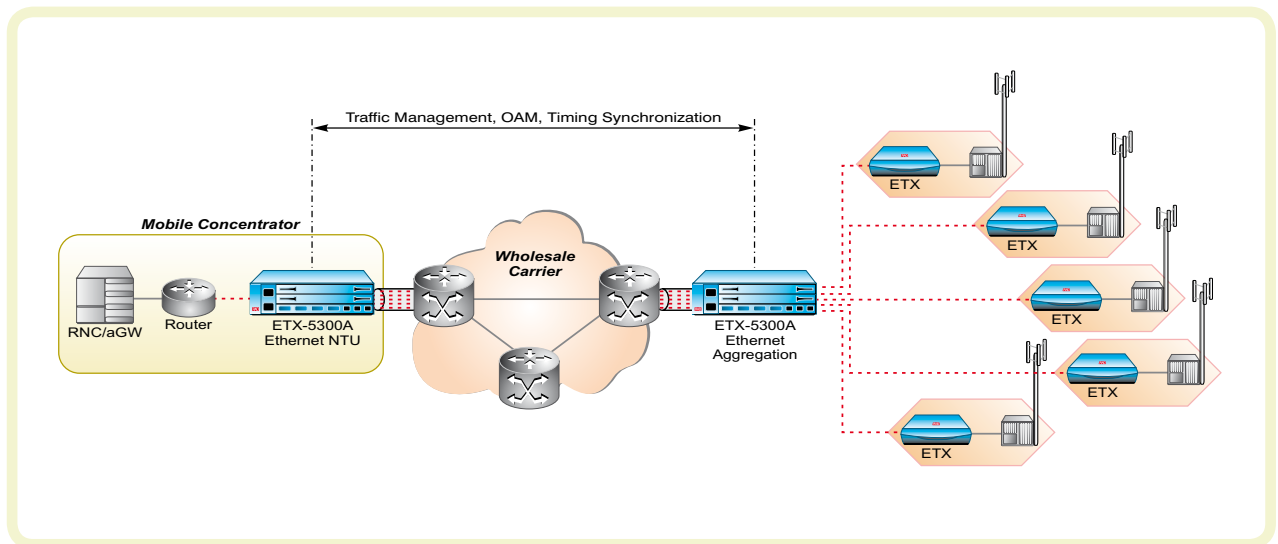 Traffic Management, OAM, Timing Synchronization
Mobile Concentrator
RNC/aGW
Router
ETX-5300A
Ethernet NTU
Wholesale
Carrier
ETX-5300A
Ethernet
Aggregation
ETX
ETX
ETX
ETX
ETX